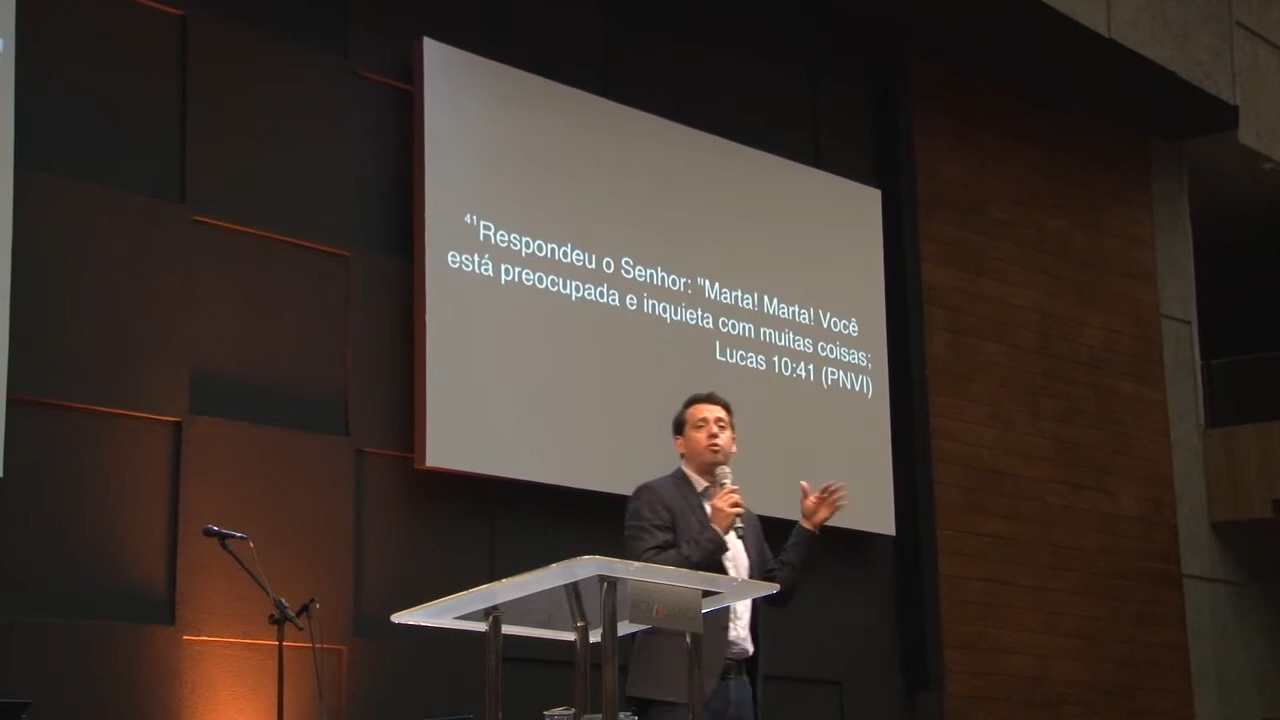 ⁴¹Respondeu o Senhor: "Marta! Marta! Você
está preocupada e inquieta com muitas coisas;
Lucas 10:41 (PNVI)